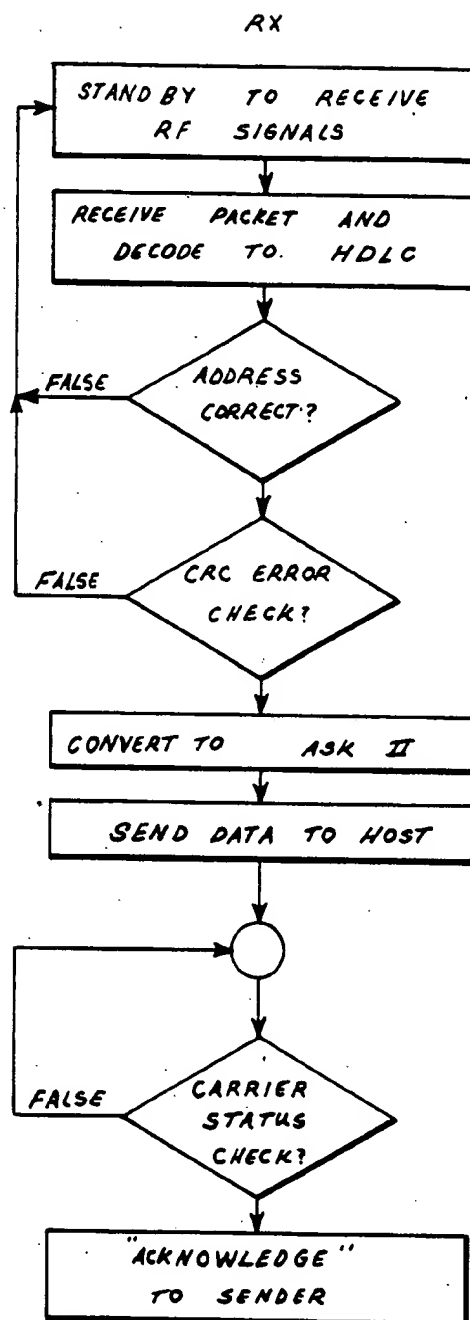 RX
STAND BY TO RECEIVE
RF SIGNALS
RECEIVE PACKET AND
DECODE TO. HDLC
FALSE
ADDRESS
CORRECT?
FALSE
CRC ERROR
CHECK?
CONVERT TO ASK II
SEND DATA TO HOST
FALSE
CARRIER
STATUS
CHECK?
"ACKNOWLEDGE"
TO SENDER